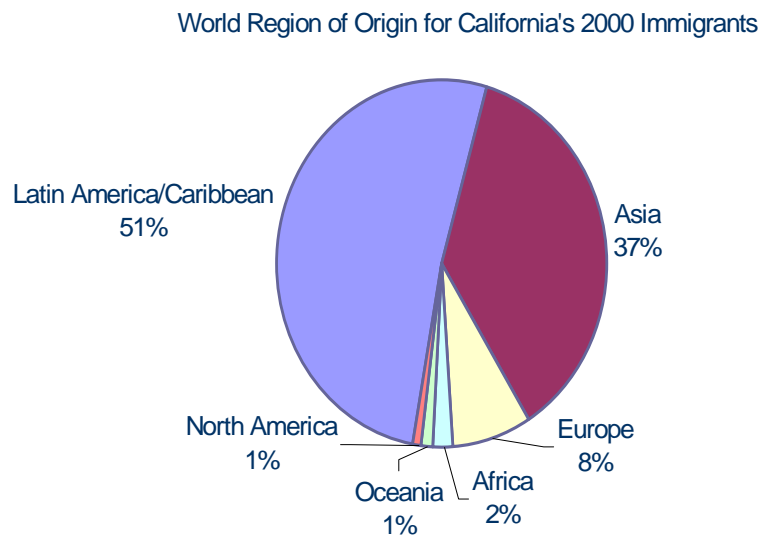 World Region of Origin for California's 2000 Immigrants
Latin America/Caribbean
51%
Asia
37%
North America
1%
Europe
8%
Oceania
1%
Africa
2%